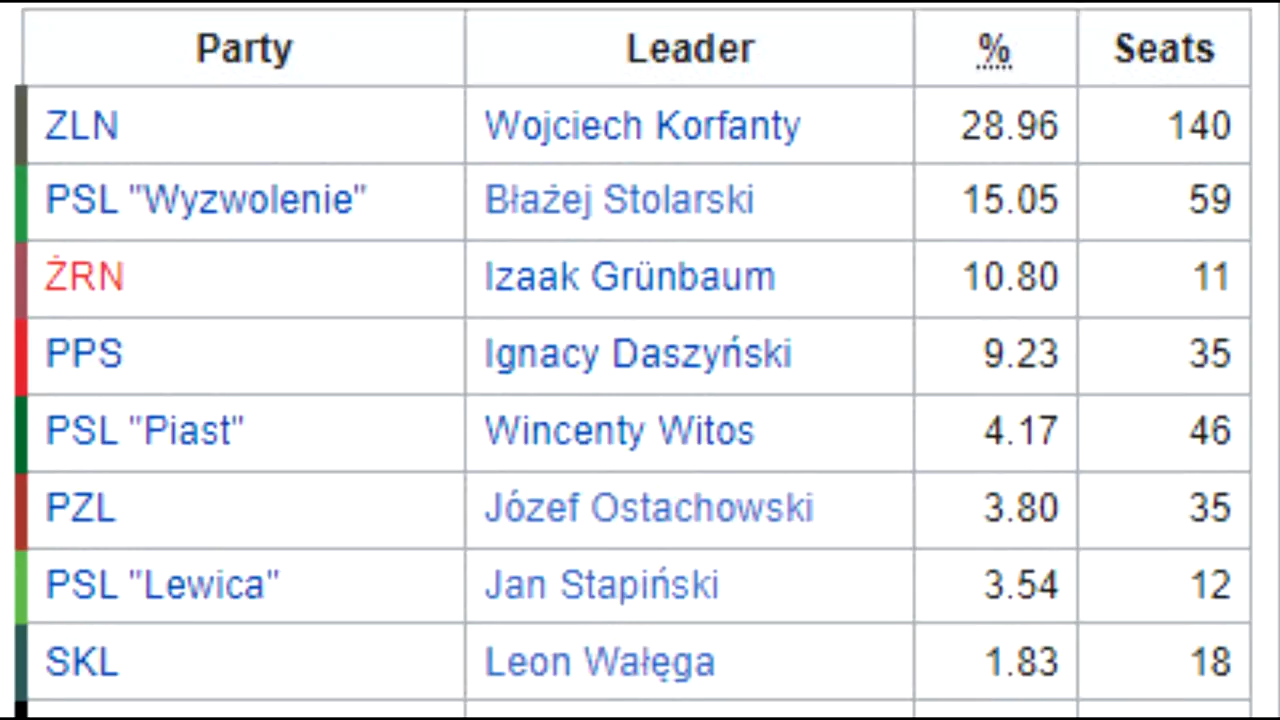 Party Leader % Seats
ZLN Wojciech Korfanty 28.96 140
PSL "Wyzwolenie" Błażej Stolarski 15.05 59
ŻRN Izaak Grünbaum 10.80 11
PPS Ignacy Daszyński 9.23 35
PSL "Piast" Wincenty Witos 4.17 46
PZL Józef Ostachowski 3.80 35
PSL "Lewica" Jan Stapiński 3.54 12
SKL Leon Wałęga 1.83 18